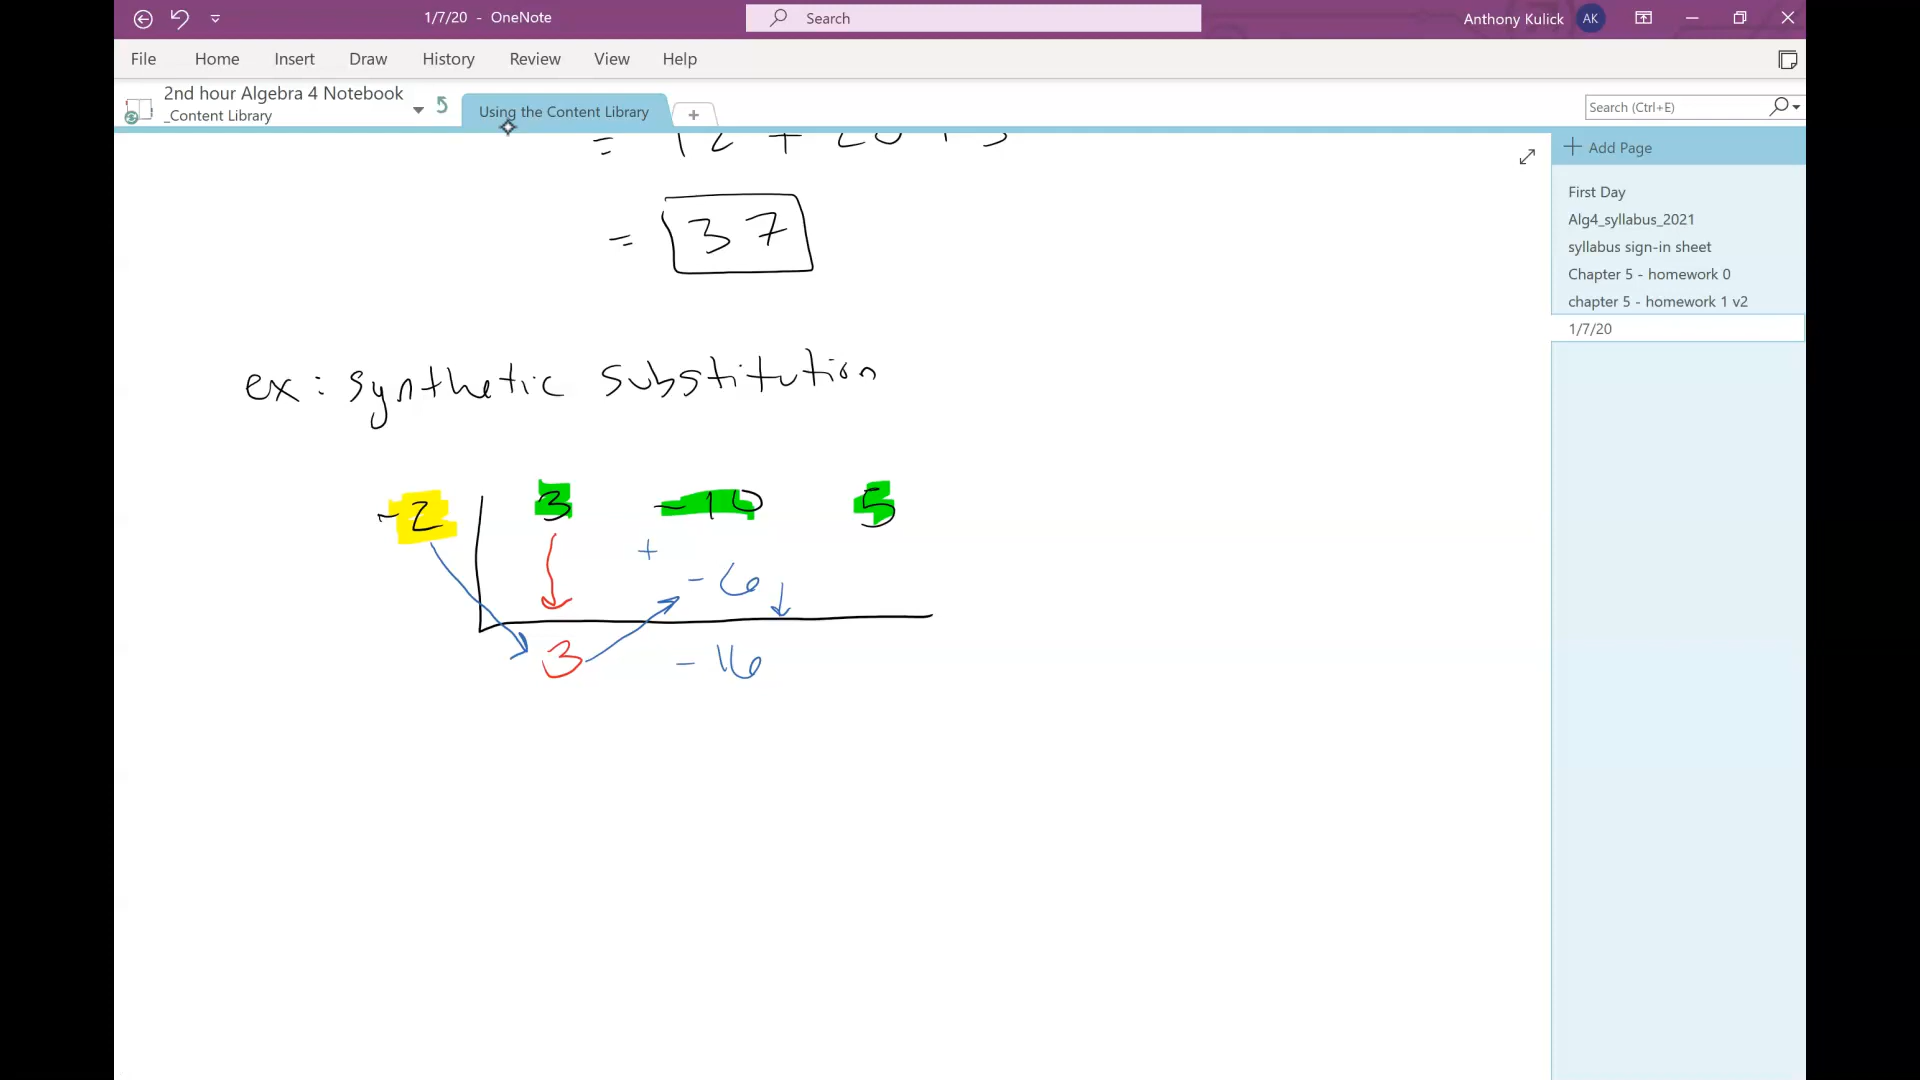 1/7/20 - OneNote
Search
Anthony Kulick AK
File Home Insert Draw History Review View Help
2nd hour Algebra 4 Notebook
_Content Library
Using the Content Library
+
Search (Ctrl+E)
= 12 + 20 + 5
= 37
ex: synthetic substitution
-2 3 -10 5
+
-6
3 -16
Add Page
First Day
Alg4_syllabus_2021
syllabus sign-in sheet
Chapter 5 - homework 0
chapter 5 - homework 1 v2
1/7/20